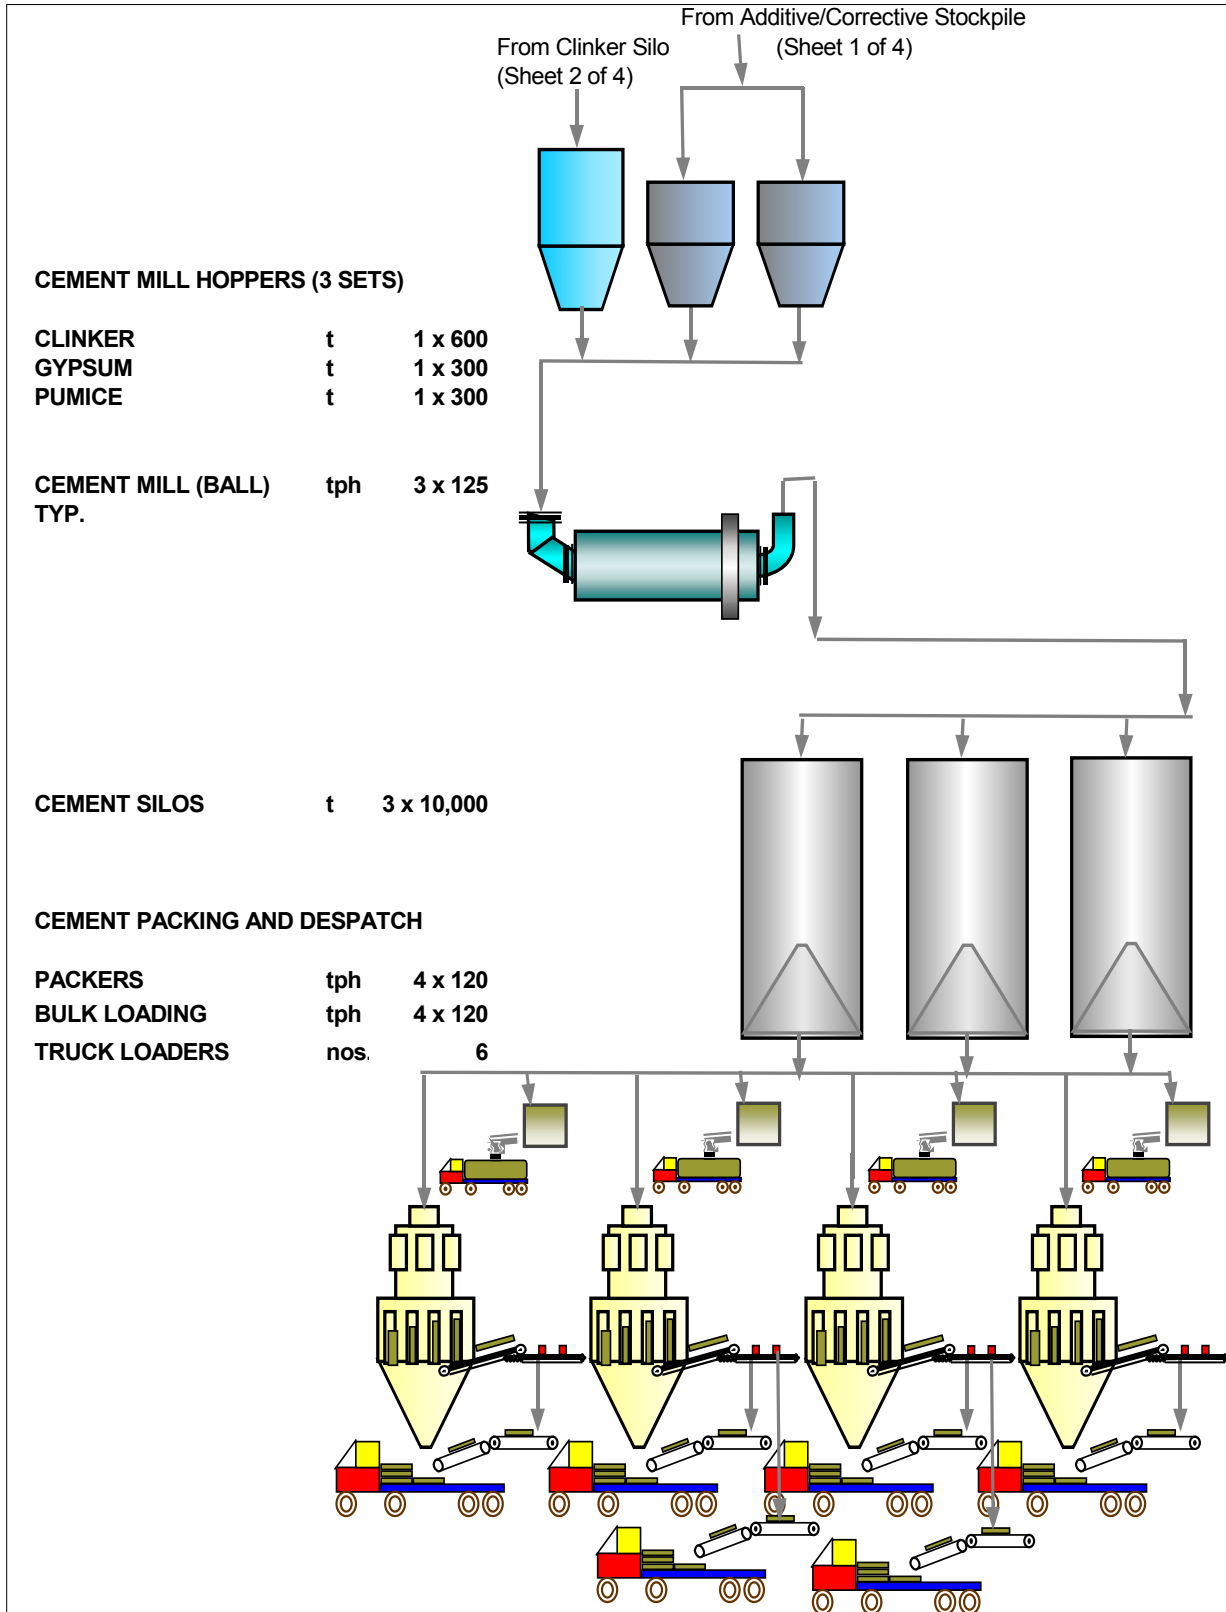 From Additive/Corrective Stockpile
(Sheet 1 of 4)
From Clinker Silo
(Sheet 2 of 4)
CEMENT MILL HOPPERS (3 SETS)
CLINKER t 1 x 600
GYPSUM t 1 x 300
PUMICE t 1 x 300
CEMENT MILL (BALL) tph 3 x 125
TYP.
CEMENT SILOS t 3 x 10,000
CEMENT PACKING AND DESPATCH
PACKERS tph 4 x 120
BULK LOADING tph 4 x 120
TRUCK LOADERS nos. 6